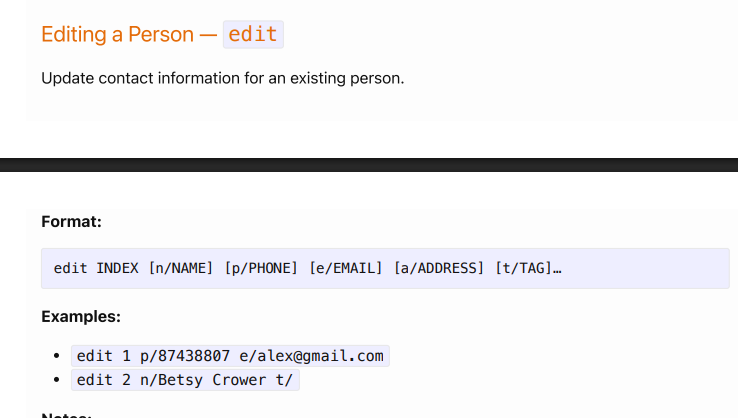 Editing a Person — edit
Update contact information for an existing person.
Format:
edit INDEX [n/NAME] [p/PHONE] [e/EMAIL] [a/ADDRESS] [t/TAG]…
Examples:
• edit 1 p/87438807 e/alex@gmail.com
• edit 2 n/Betsy Crower t/
Notes: